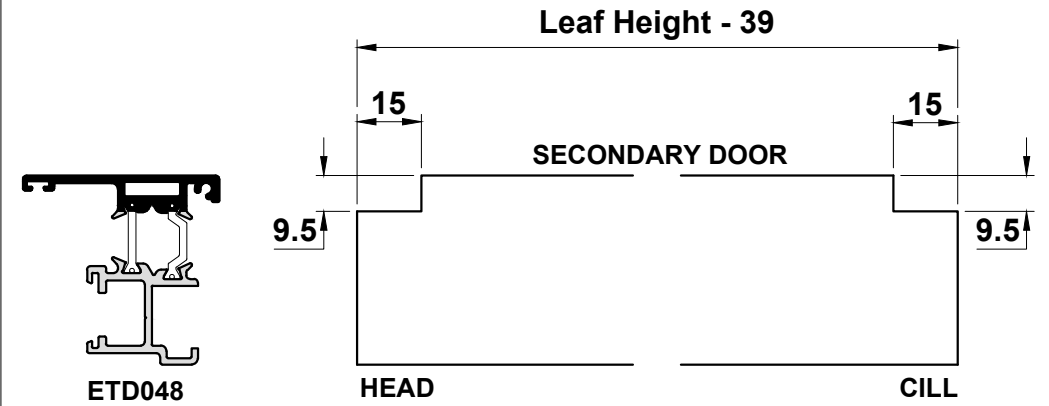 Leaf Height - 39
15
15
SECONDARY DOOR
9.5
9.5
ETD048
HEAD
CILL